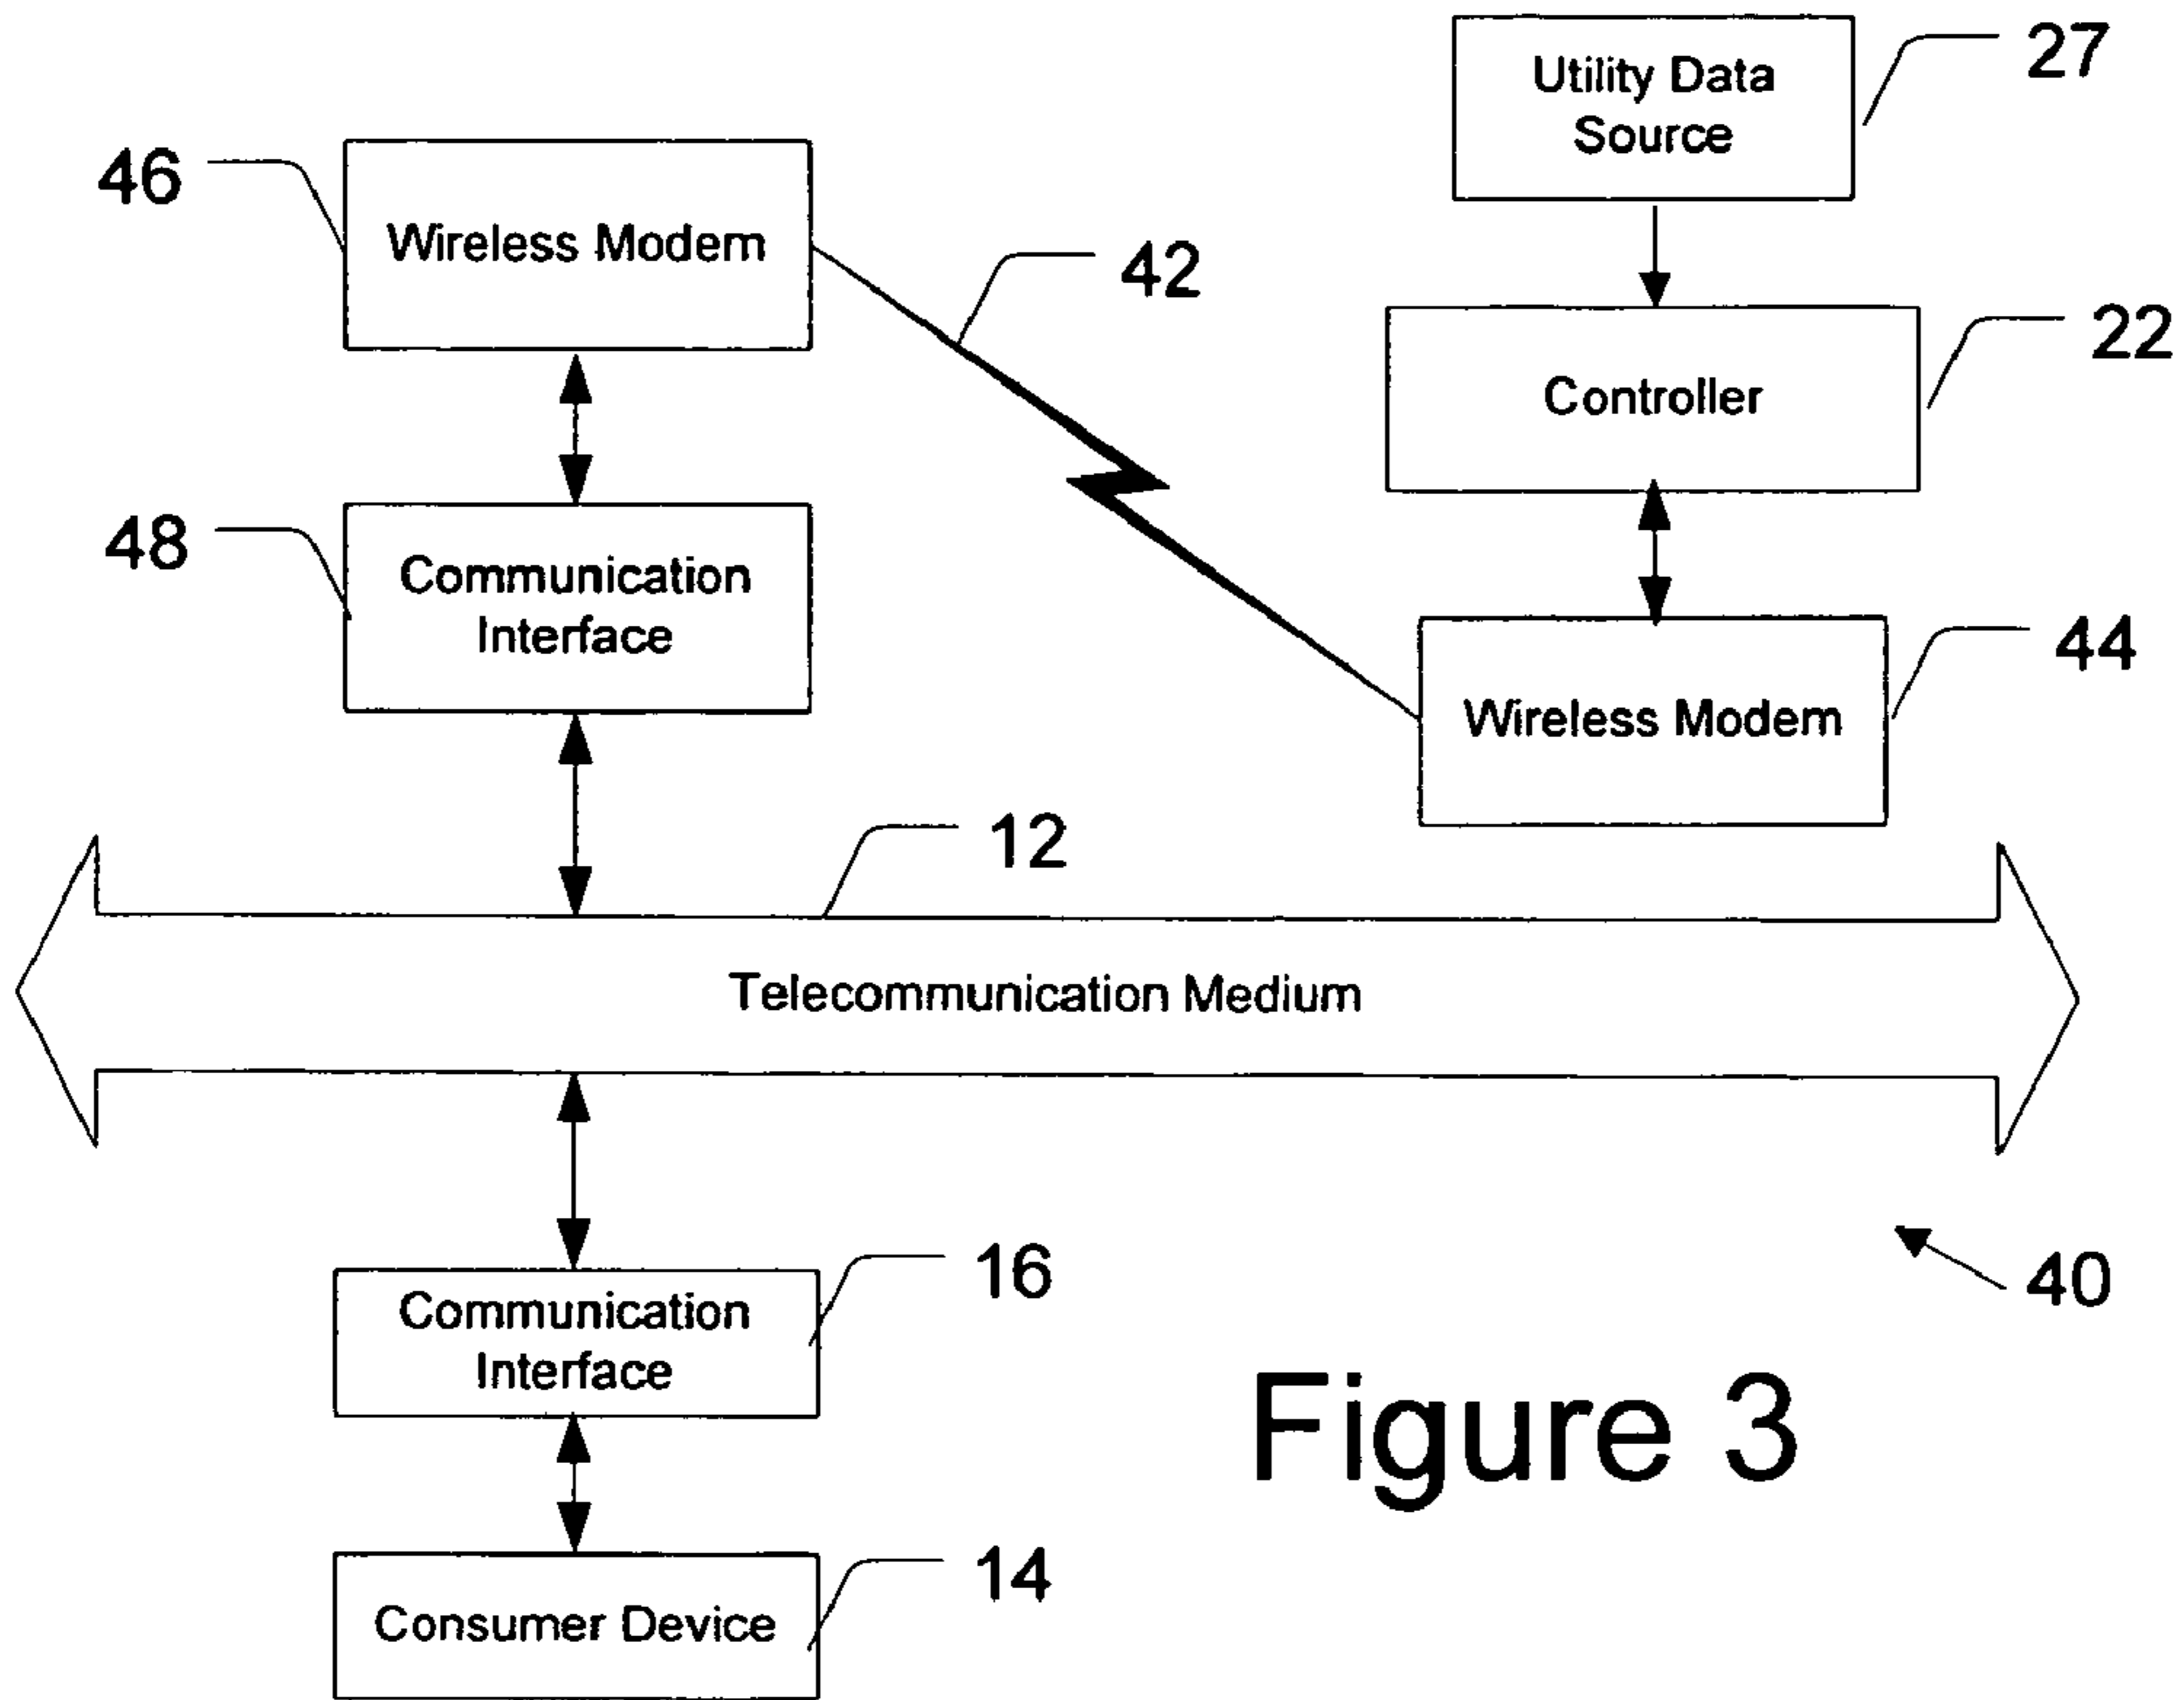 Utility Data
Source
27
46
Wireless Modem
42
Controller
22
48
Communication
Interface
44
Wireless Modem
12
Telecommunication Medium
16
Communication
Interface
40
Figure 3
14
Consumer Device